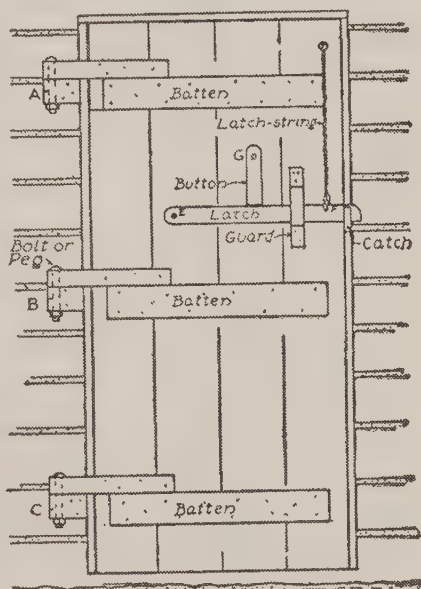 A
Batten
Latch-string
G
Button
E
Latch
F
Guard
Catch
Bolt or
Peg
B
Batten
C
Batten